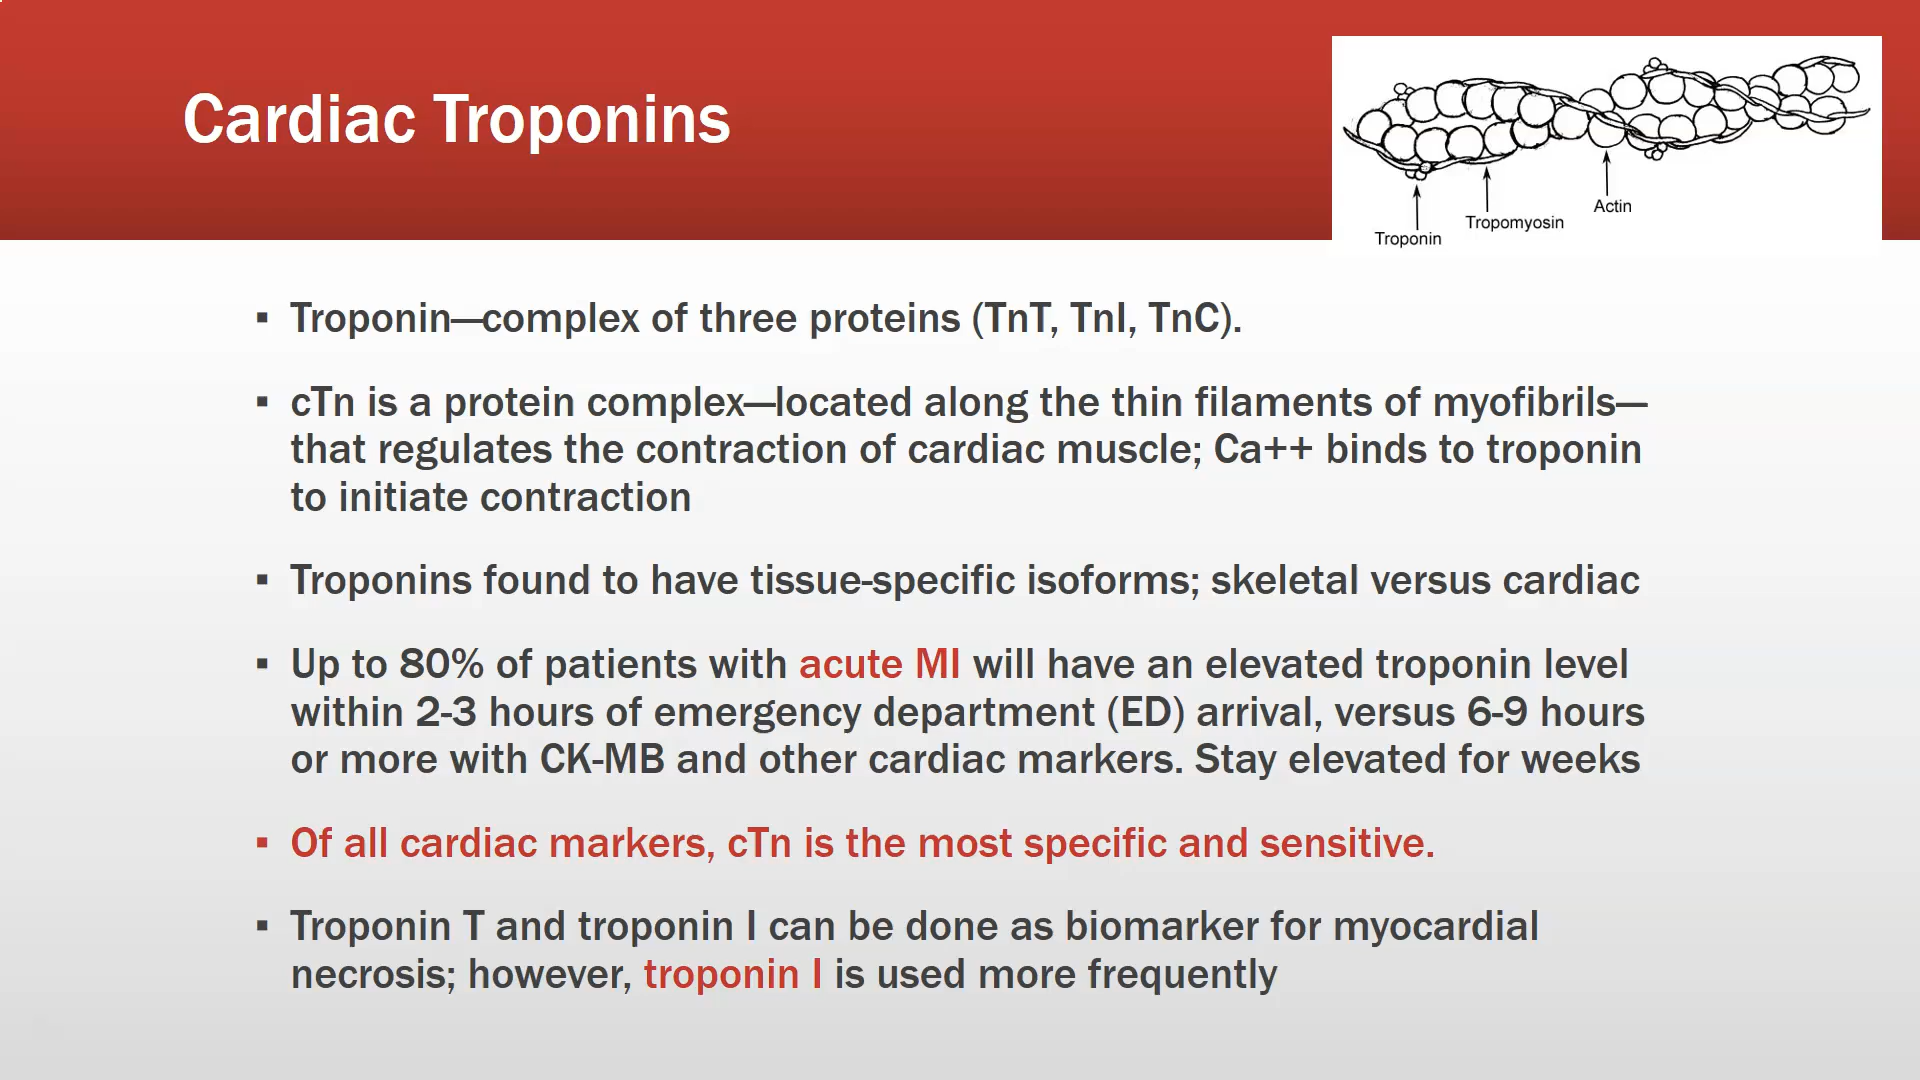 Cardiac Troponins
Troponin
Tropomyosin
Actin
▪ Troponin—complex of three proteins (TnT, TnI, TnC).
▪ cTn is a protein complex—located along the thin filaments of myofibrils—
that regulates the contraction of cardiac muscle; Ca++ binds to troponin
to initiate contraction
▪ Troponins found to have tissue-specific isoforms; skeletal versus cardiac
▪ Up to 80% of patients with acute MI will have an elevated troponin level
within 2-3 hours of emergency department (ED) arrival, versus 6-9 hours
or more with CK-MB and other cardiac markers. Stay elevated for weeks
▪ Of all cardiac markers, cTn is the most specific and sensitive.
▪ Troponin T and troponin I can be done as biomarker for myocardial
necrosis; however, troponin I is used more frequently